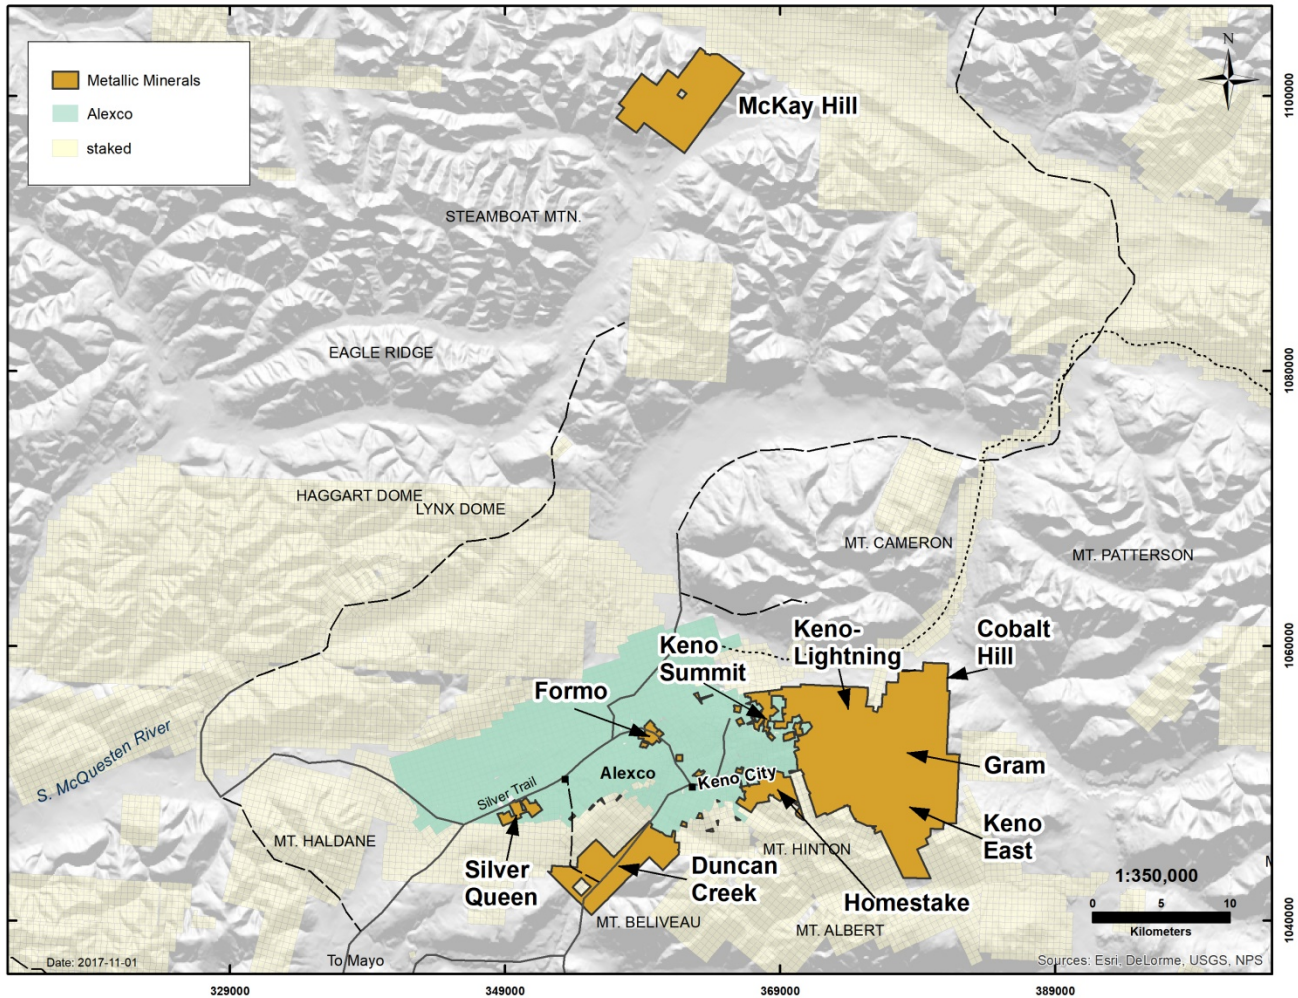 N
Metallic Minerals
Alexco
staked
McKay Hill
1100000
STEAMBOAT MTN.
EAGLE RIDGE
1080000
HAGGART DOME
LYNX DOME
MT. CAMERON
MT. PATTERSON
Keno
Summit
Keno-
Lightning
Cobalt
Hill
1060000
Formo
S. McQuesten River
Silver Trail
Alexco
Keno City
Gram
Keno
East
MT. HALDANE
Silver
Queen
Duncan
Creek
MT. HINTON
Homestake
MT. BELIVEAU
MT. ALBERT
M
1:350,000
0 5 10
Kilometers
1040000
Date: 2017-11-01
To Mayo
Sources: Esri, DeLorme, USGS, NPS
329000 349000 369000 389000